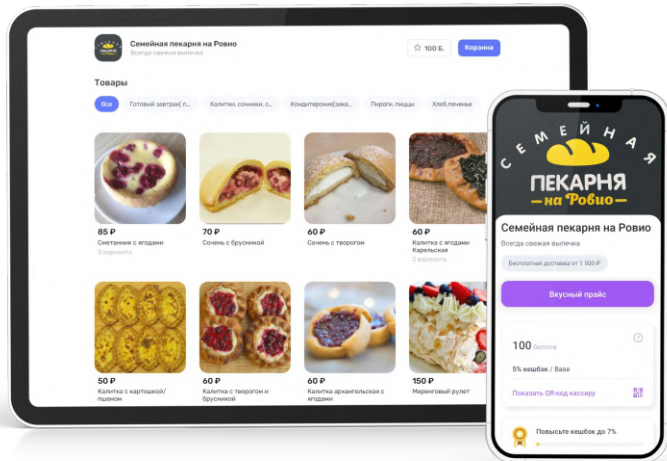 Семейная пекарня на Ровио
Всегда свежая выпечка
100 Б.
Корзина
Товары
Все
Готовый завтрак( п...
Калитки, сочники, с...
Кондитерские(зака...
Пироги, пиццы
Хлеб,печенье
85 ₽
Сметанник с ягодами
3 варианта
70 ₽
Сочень с брусникой
60 ₽
Сочень с творогом
60 ₽
Калитка с ягодами
Карельская
2 варианта
50 ₽
Калитка с картошкой/
пшеном
60 ₽
Калитка с творогом и
брусникой
60 ₽
Калитка архангельская с
ягодами
150 ₽
Меренговый рулет
СЕМЕЙНАЯ
ПЕКАРНЯ
на Ровио
Семейная пекарня на Ровио
Всегда свежая выпечка
Бесплатная доставка от 1 500 ₽
Вкусный прайс
100 баллов
5% кешбэк / Base
Показать QR-код кассиру
Повысьте кешбэк до 7%